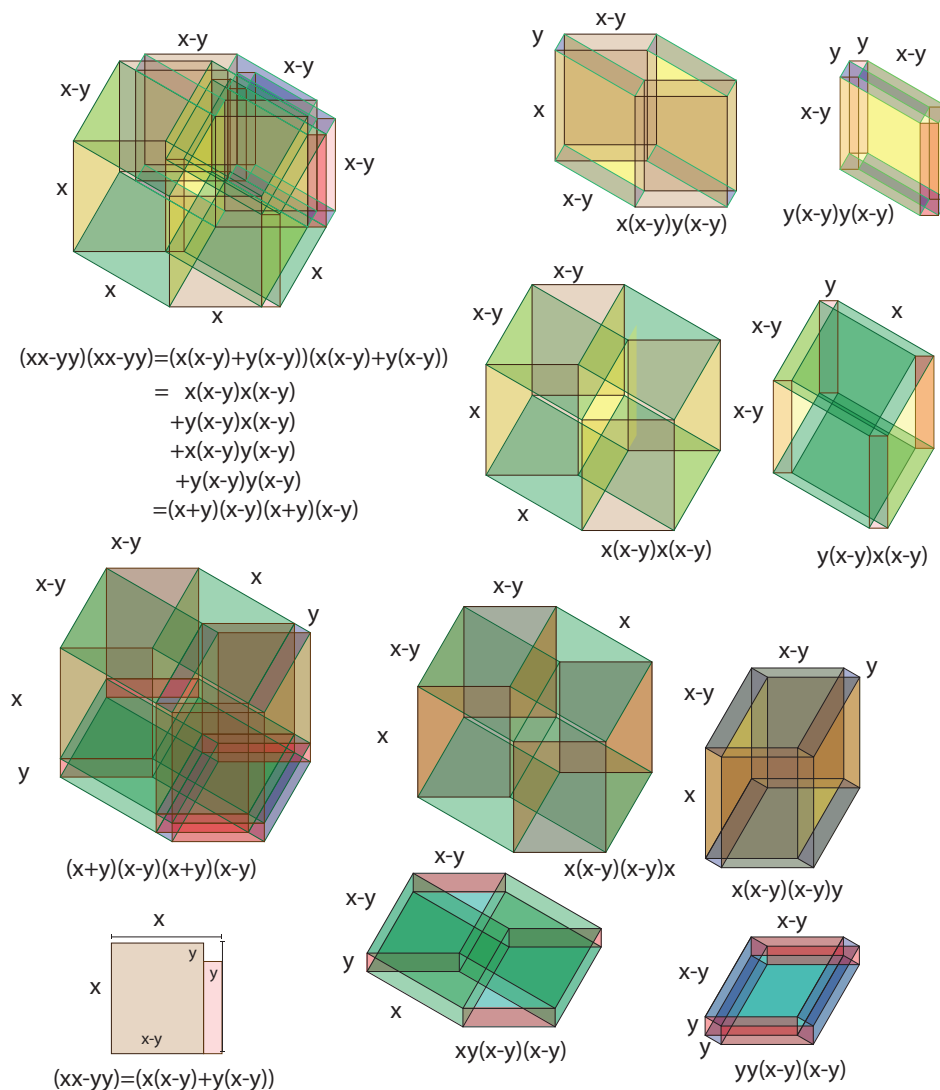 x-y
x-y
x-y
x
x-y
x
x
x
y
x
x-y
x(x-y)y(x-y)
y
y
x-y
x-y
y(x-y)y(x-y)
(xx-yy)(xx-yy)=(x(x-y)+y(x-y))(x(x-y)+y(x-y))
= x(x-y)x(x-y)
+y(x-y)x(x-y)
+x(x-y)y(x-y)
+y(x-y)y(x-y)
=(x+y)(x-y)(x+y)(x-y)
x-y
x-y
x
x
x(x-y)x(x-y)
y
x
x-y
x-y
y(x-y)x(x-y)
x-y
x-y
x
y
x
y
(x+y)(x-y)(x+y)(x-y)
x-y
x-y
x
x
x(x-y)(x-y)x
x-y
y
x-y
x
x(x-y)(x-y)y
x
x
y
y
x-y
(xx-yy)=(x(x-y)+y(x-y))
x-y
x-y
y
x
xy(x-y)(x-y)
x-y
x-y
y
y
yy(x-y)(x-y)